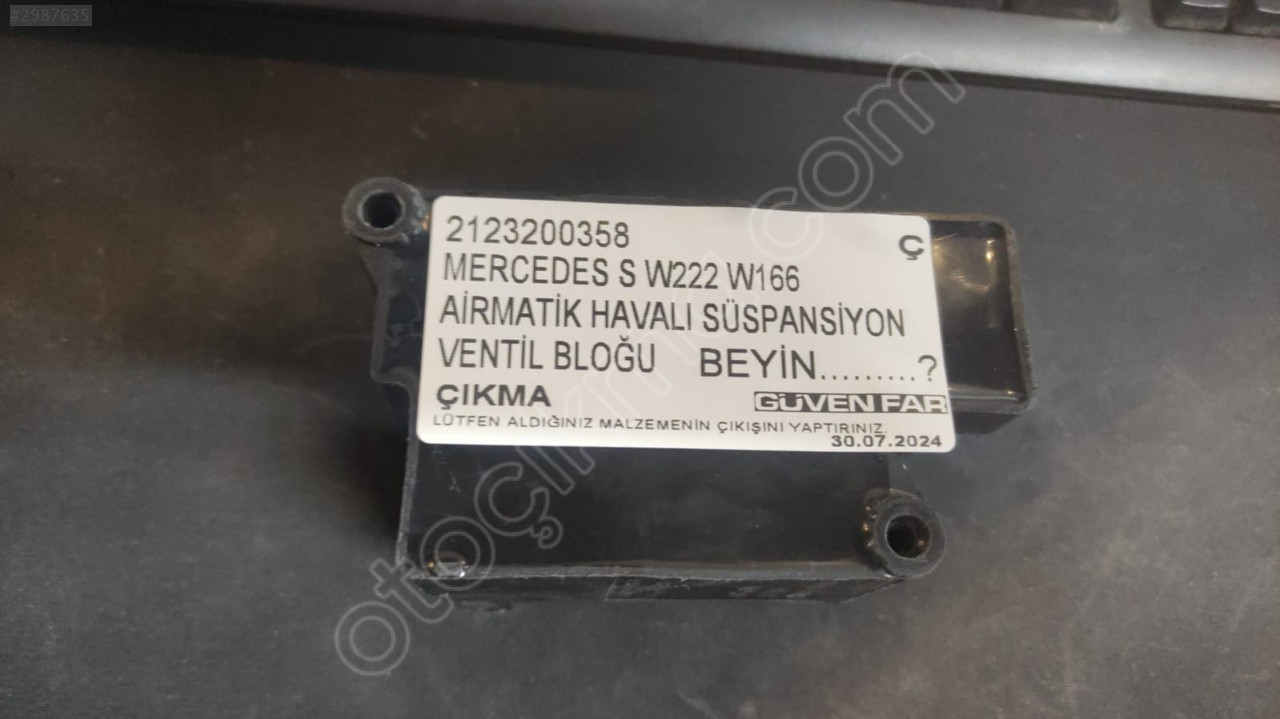 #2987635
2123200358 Ç
MERCEDES S W222 W166
AİRMATİK HAVALI SÜSPANSİYON
VENTİL BLOĞU BEYİN.........?
ÇIKMA GÜVEN FAR
LÜTFEN ALDIĞINIZ MALZEMENİN ÇIKIŞINI YAPTIRINIZ.
30.07.2024
otoçıkma.com